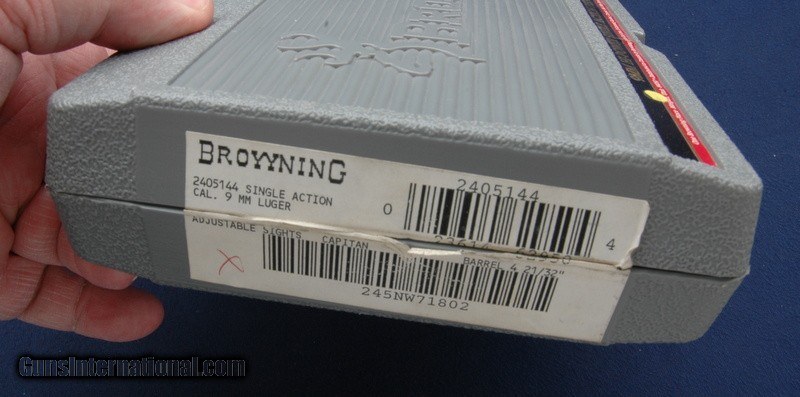 BROWNING
2405144 SINGLE ACTION
CAL. 9 MM LUGER
2405144
0
4
ADJUSTABLE SIGHTS CAPITAN
BARREL 4 21/32"
245NW71802
GunsInternational.com